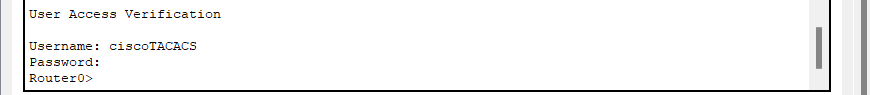 User Access Verification
Username: ciscoTACACS
Password:
Router0>